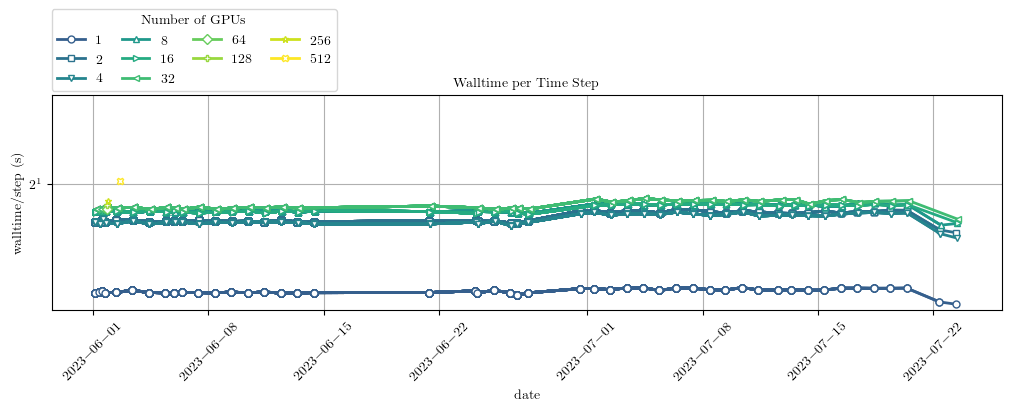 Number of GPUs
1 8 64 256
2 16 128 512
4 32
Walltime per Time Step
walltime/step (s)
2^1
2023−06−01 2023−06−08 2023−06−15 2023−06−22 2023−07−01 2023−07−08 2023−07−15 2023−07−22
date